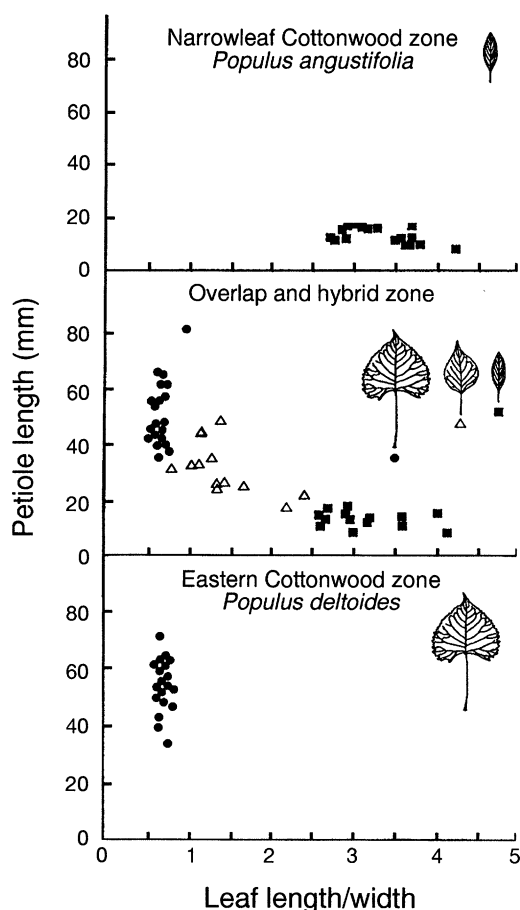 Narrowleaf Cottonwood zone
Populus angustifolia
80
60
40
20
0
Overlap and hybrid zone
80
60
40
20
0
Petiole length (mm)
Eastern Cottonwood zone
Populus deltoides
80
60
40
20
0
0 1 2 3 4 5
Leaf length/width